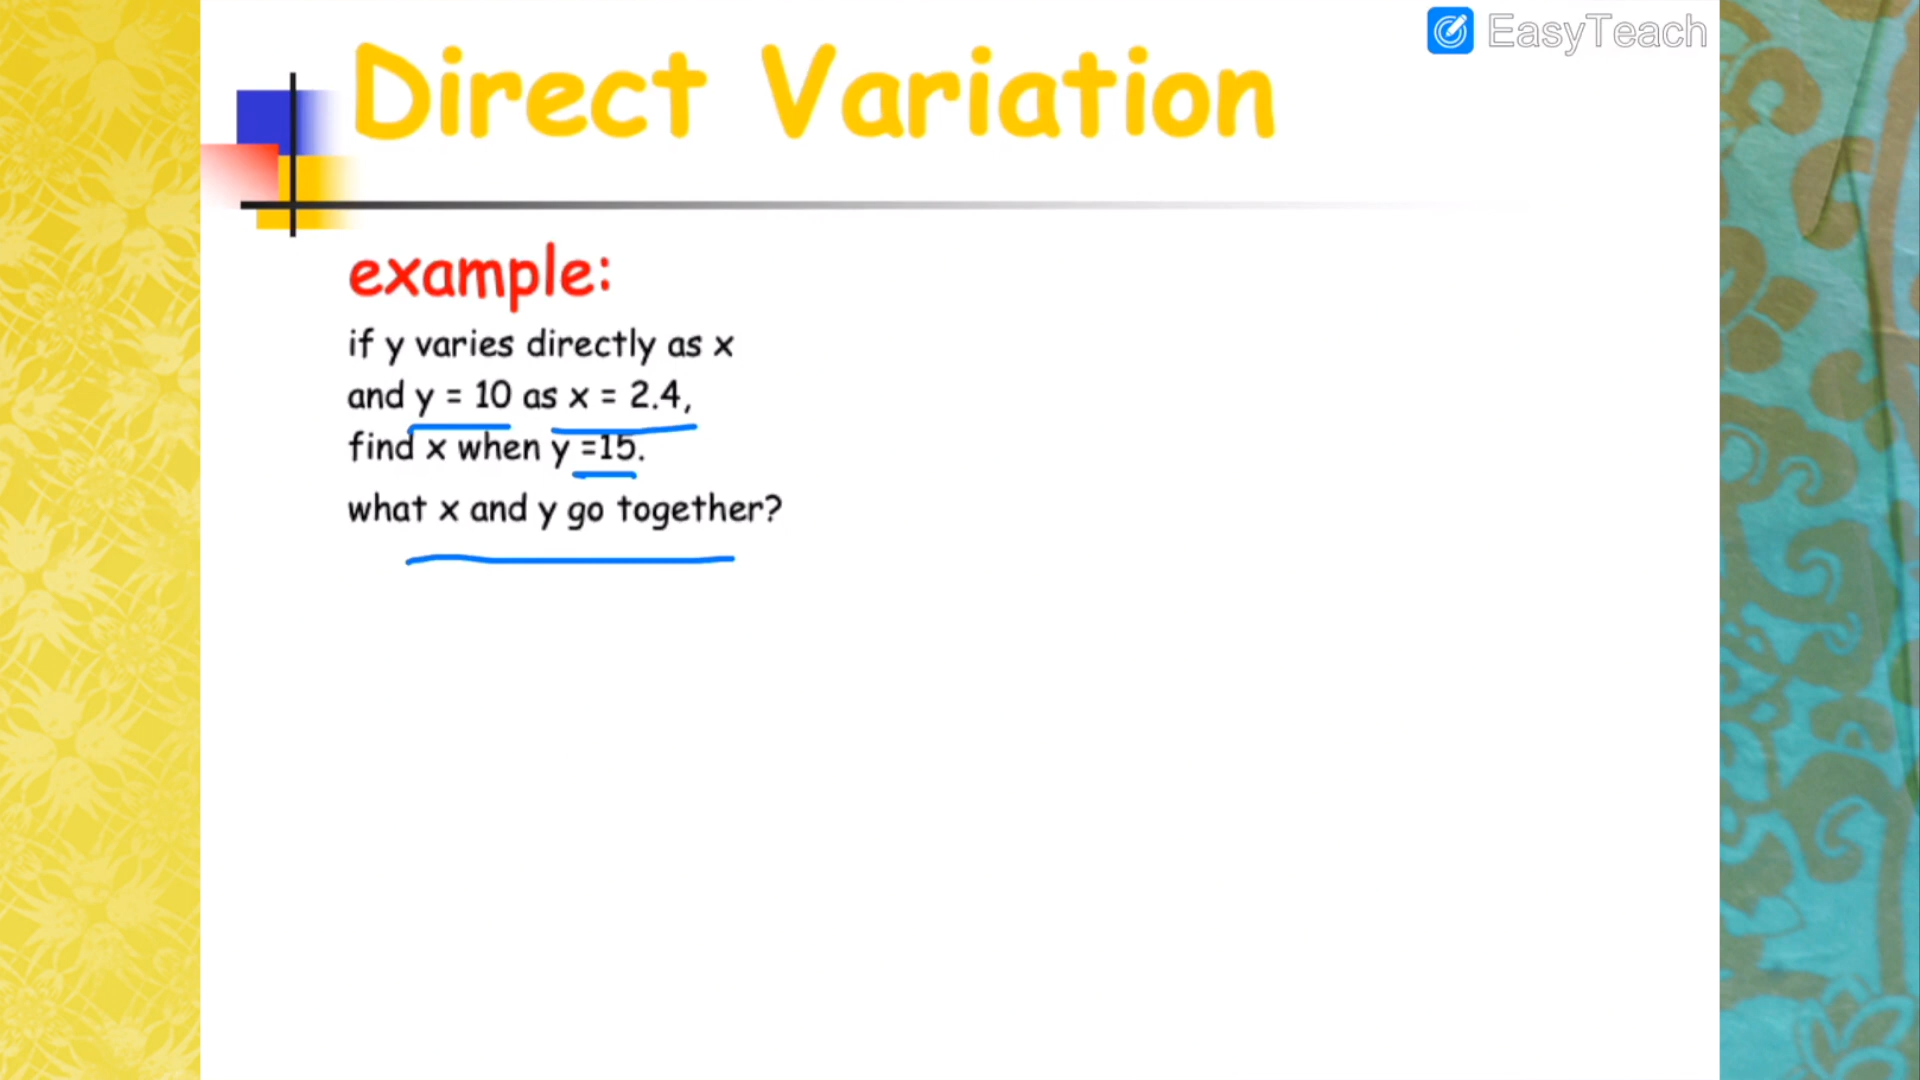 EasyTeach
Direct Variation
example:
if y varies directly as x
and y = 10 as x = 2.4,
find x when y =15.
what x and y go together?